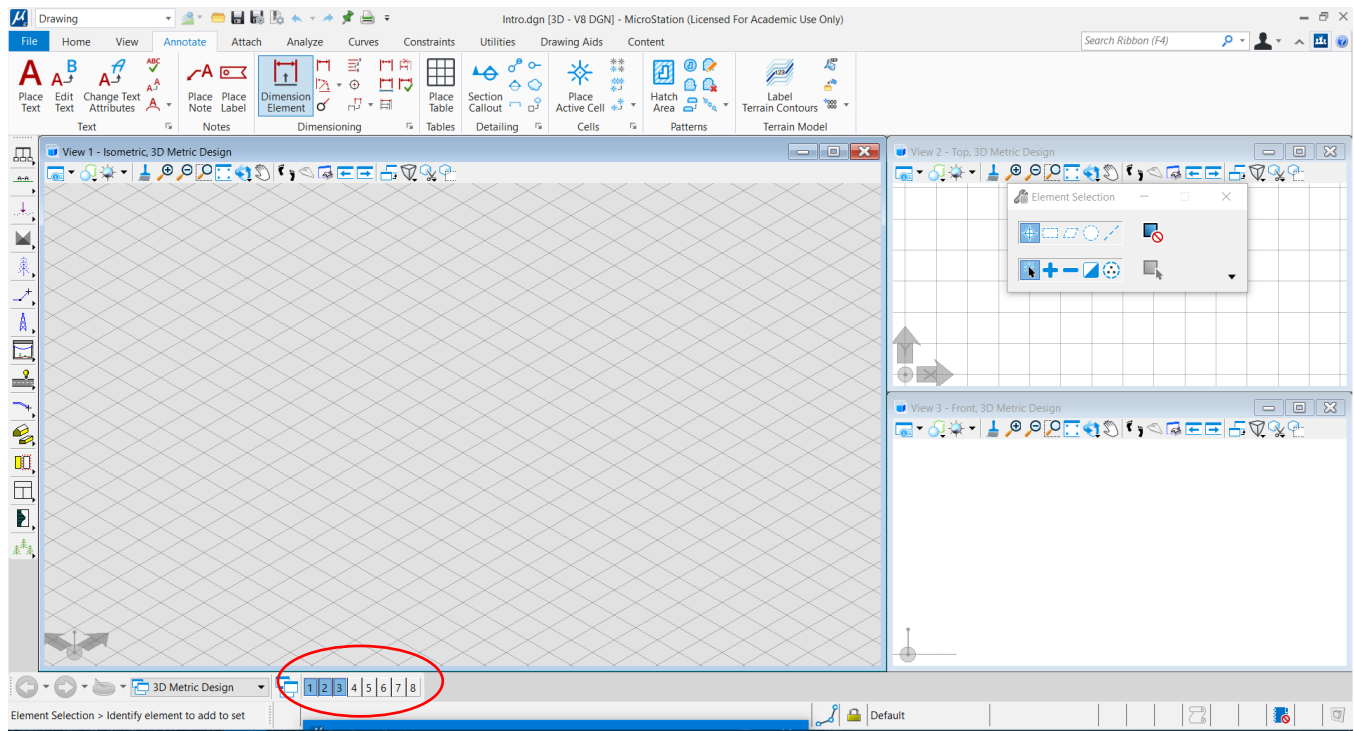 Drawing
Intro.dgn [3D - V8 DGN] - MicroStation (Licensed For Academic Use Only)
File Home View Annotate Attach Analyze Curves Constraints Utilities Drawing Aids Content
Search Ribbon (F4)
Place Text
Edit Text
Change Text Attributes
ABC
Place Note
Place Label
Dimension Element
Place Table
Section Callout
Place Active Cell
Hatch Area
Label Terrain Contours
Text Notes Dimensioning Tables Detailing Cells Patterns Terrain Model
View 1 - Isometric, 3D Metric Design
View 2 - Top, 3D Metric Design
Element Selection
Y
X
View 3 - Front, 3D Metric Design
3D Metric Design
1 2 3 4 5 6 7 8
Element Selection > Identify element to add to set
Default